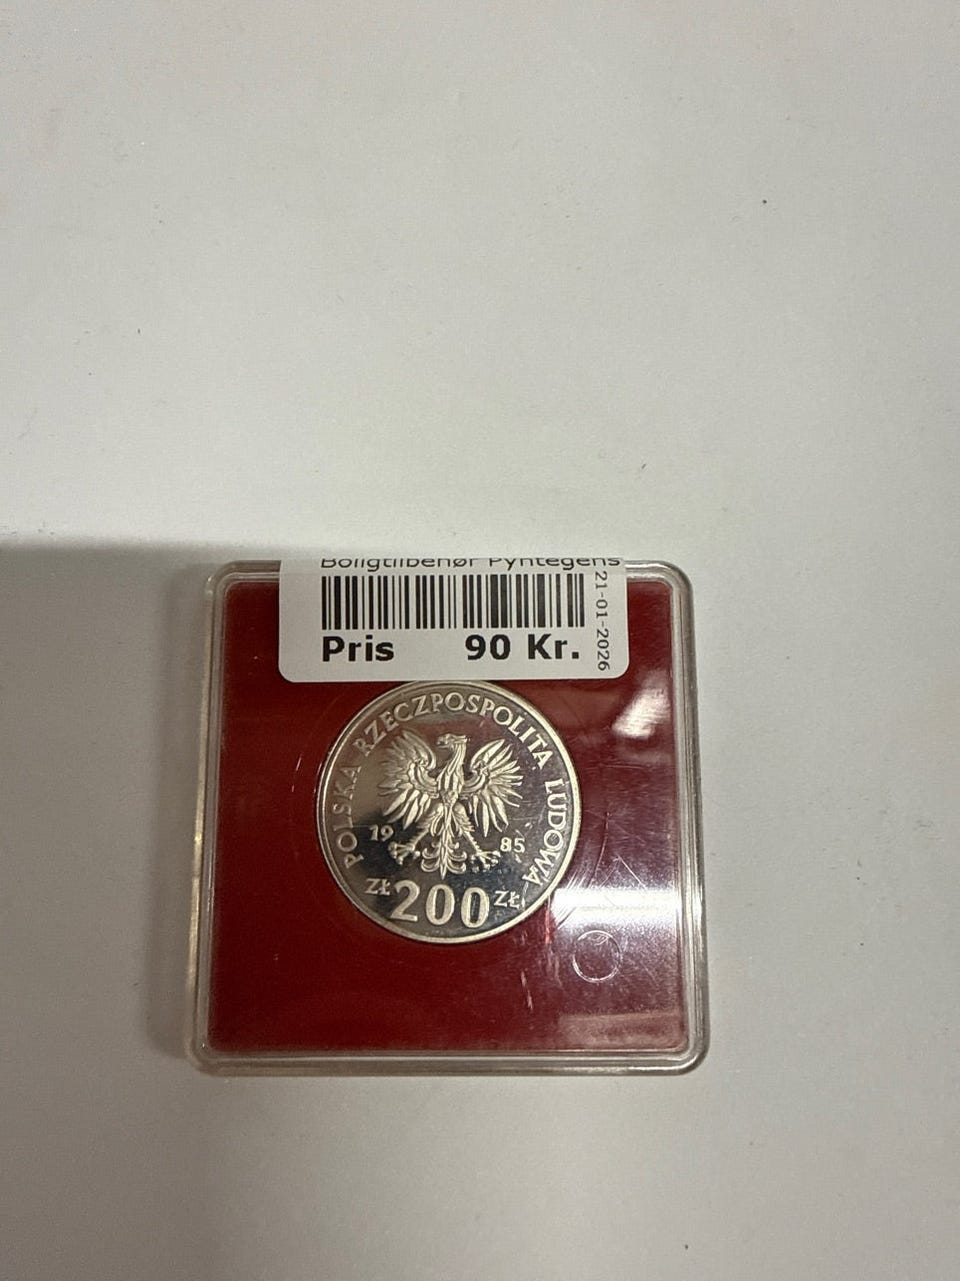 Boligtilbehør Pyntegens
21-01-2026
Pris 90 Kr.
POLSKA RZECZPOSPOLITA LUDOWA
19 85
ZŁ 200 ZŁ